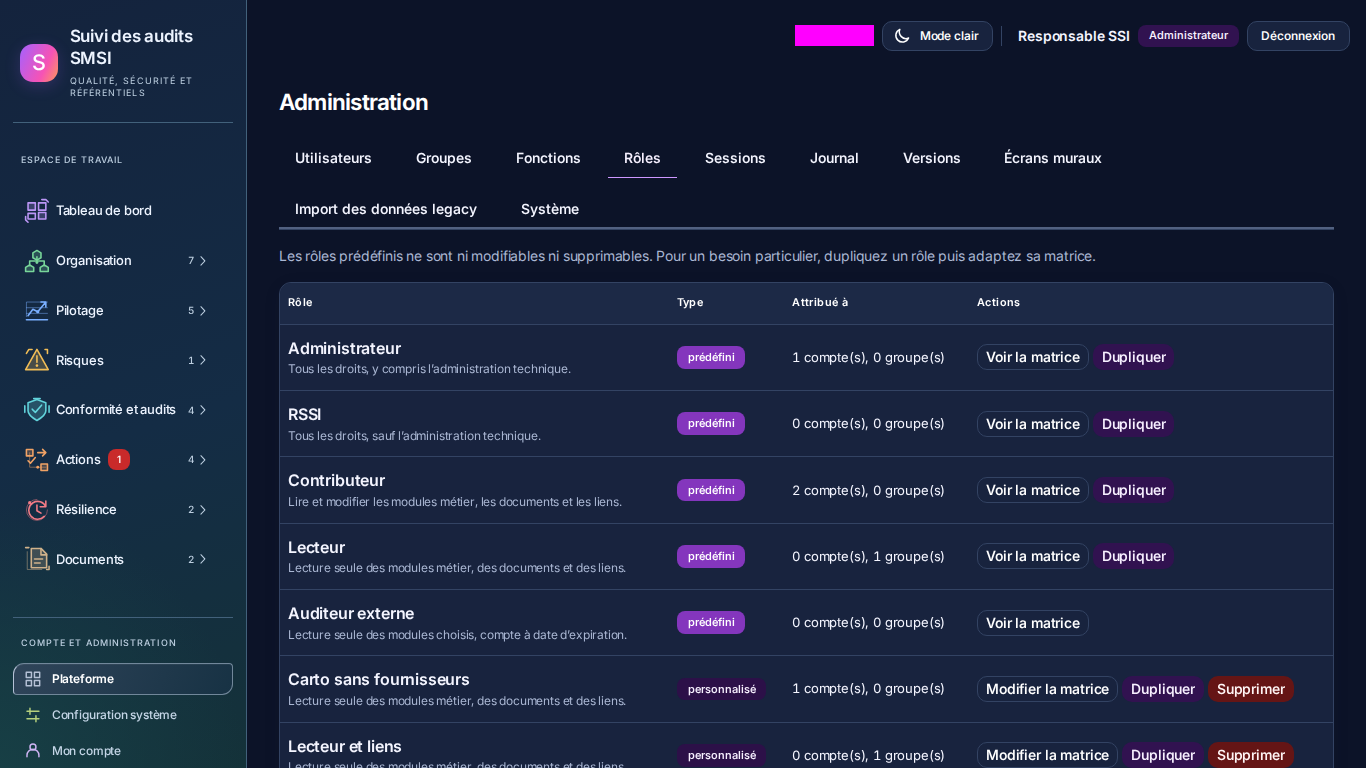 Suivi des audits
SMSI
QUALITÉ, SÉCURITÉ ET
RÉFÉRENTIELS
ESPACE DE TRAVAIL
Tableau de bord
Organisation 7
Pilotage 5
Risques 1
Conformité et audits 4
Actions 1 4
Résilience 2
Documents 2
COMPTE ET ADMINISTRATION
Plateforme
Configuration système
Mon compte
Mode clair Responsable SSI Administrateur Déconnexion
Administration
Utilisateurs Groupes Fonctions Rôles Sessions Journal Versions Écrans muraux
Import des données legacy Système
Les rôles prédéfinis ne sont ni modifiables ni supprimables. Pour un besoin particulier, dupliquez un rôle puis adaptez sa matrice.
Rôle Type Attribué à Actions
Administrateur
Tous les droits, y compris l’administration technique.
prédéfini 1 compte(s), 0 groupe(s) Voir la matrice Dupliquer
RSSI
Tous les droits, sauf l’administration technique.
prédéfini 0 compte(s), 0 groupe(s) Voir la matrice Dupliquer
Contributeur
Lire et modifier les modules métier, les documents et les liens.
prédéfini 2 compte(s), 0 groupe(s) Voir la matrice Dupliquer
Lecteur
Lecture seule des modules métier, des documents et des liens.
prédéfini 0 compte(s), 1 groupe(s) Voir la matrice Dupliquer
Auditeur externe
Lecture seule des modules choisis, compte à date d’expiration.
prédéfini 0 compte(s), 0 groupe(s) Voir la matrice
Carto sans fournisseurs
Lecture seule des modules métier, des documents et des liens.
personnalisé 1 compte(s), 0 groupe(s) Modifier la matrice Dupliquer Supprimer
Lecteur et liens
Lecture seule des modules métier, des documents et des liens.
personnalisé 0 compte(s), 1 groupe(s) Modifier la matrice Dupliquer Supprimer